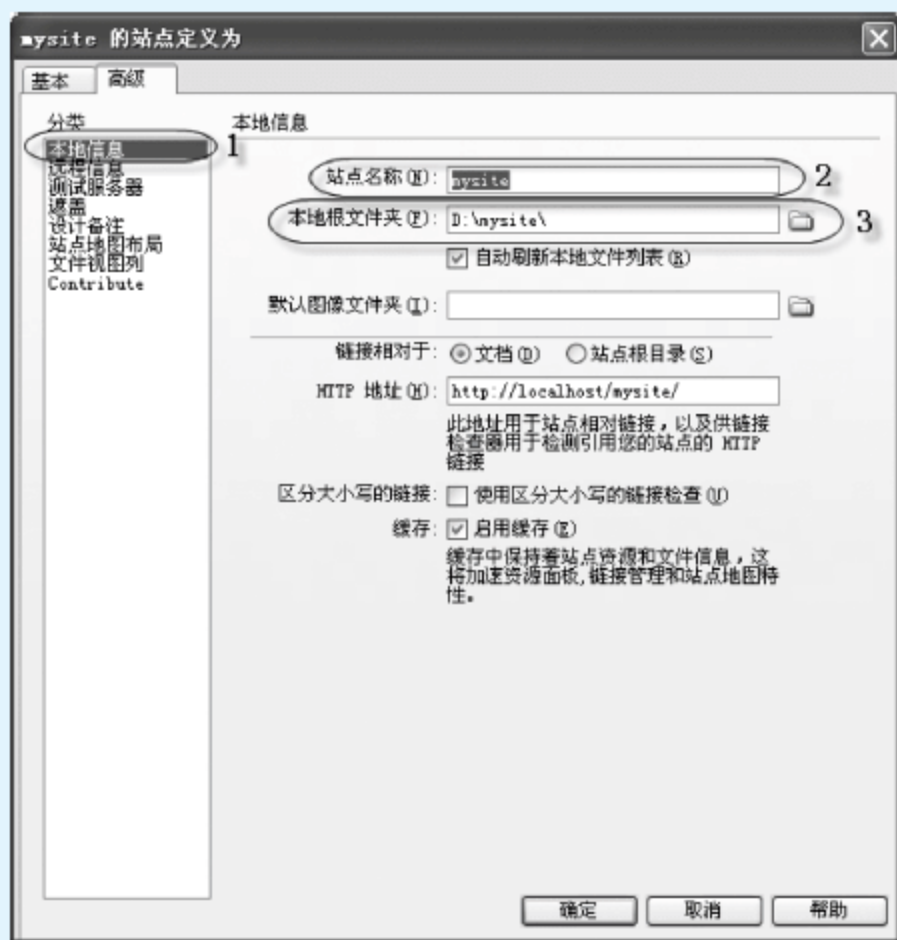 mysite 的站点定义为
基本 高级
分类
本地信息
远程信息
测试服务器
遮盖
设计备注
站点地图布局
文件视图列
Contribute
1
本地信息
站点名称(N): mysite
2
本地根文件夹(F): D:\mysite\
3
自动刷新本地文件列表(R)
默认图像文件夹(I):
链接相对于: 文档(D) 站点根目录(S)
HTTP 地址(H): http://localhost/mysite/
此地址用于站点相对链接，以及供链接
检查器用于检测引用您的站点的 HTTP
链接
区分大小写的链接: 使用区分大小写的链接检查(U)
缓存: 启用缓存(E)
缓存中保持着站点资源和文件信息，这
将加速资源面板,链接管理和站点地图特
性。
确定 取消 帮助